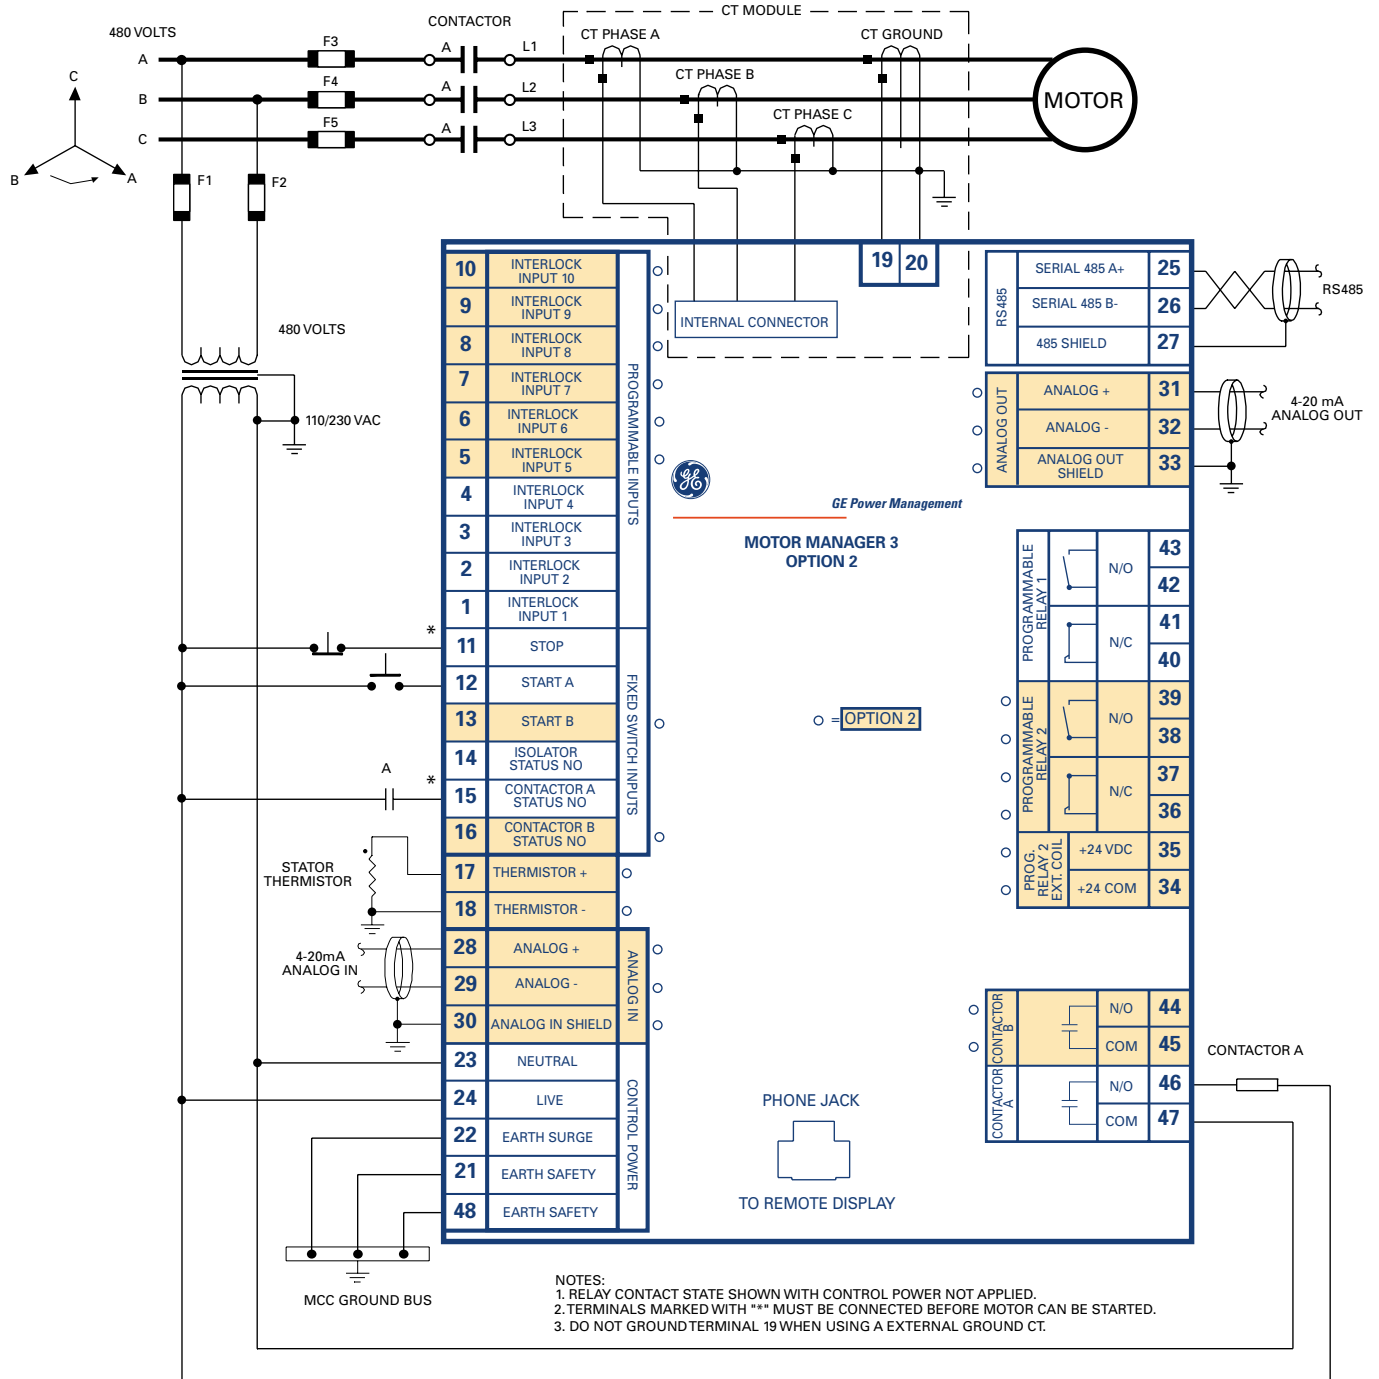 CT MODULE
480 VOLTS
CONTACTOR
CT PHASE A
CT GROUND
A
F3
A
L1
C
CT PHASE B
B
F4
A
L2
MOTOR
CT PHASE C
C
F5
A
L3
B
A
F1
F2
480 VOLTS
110/230 VAC
10 INTERLOCK INPUT 10
9 INTERLOCK INPUT 9
8 INTERLOCK INPUT 8
7 INTERLOCK INPUT 7
6 INTERLOCK INPUT 6
5 INTERLOCK INPUT 5
4 INTERLOCK INPUT 4
3 INTERLOCK INPUT 3
2 INTERLOCK INPUT 2
1 INTERLOCK INPUT 1
PROGRAMMABLE INPUTS
*
11 STOP
12 START A
13 START B
14 ISOLATOR STATUS NO
A
*
15 CONTACTOR A STATUS NO
16 CONTACTOR B STATUS NO
FIXED SWITCH INPUTS
STATOR
THERMISTOR
17 THERMISTOR +
18 THERMISTOR -
4-20mA
ANALOG IN
28 ANALOG +
29 ANALOG -
30 ANALOG IN SHIELD
ANALOG IN
23 NEUTRAL
24 LIVE
22 EARTH SURGE
21 EARTH SAFETY
48 EARTH SAFETY
CONTROL POWER
MCC GROUND BUS
INTERNAL CONNECTOR
19 20
GE
GE Power Management
MOTOR MANAGER 3
OPTION 2
= OPTION 2
PHONE JACK
TO REMOTE DISPLAY
RS485
SERIAL 485 A+ 25
SERIAL 485 B- 26
485 SHIELD 27
RS485
ANALOG OUT
ANALOG + 31
ANALOG - 32
ANALOG OUT SHIELD 33
4-20 mA
ANALOG OUT
PROGRAMMABLE
RELAY 1
N/O 43
42
N/C 41
40
PROGRAMMABLE
RELAY 2
N/O 39
38
N/C 37
36
PROG.
RELAY 2
EXT. COIL
+24 VDC 35
+24 COM 34
CONTACTOR
B
N/O 44
COM 45
CONTACTOR
A
N/O 46
COM 47
CONTACTOR A
NOTES:
1. RELAY CONTACT STATE SHOWN WITH CONTROL POWER NOT APPLIED.
2. TERMINALS MARKED WITH "*" MUST BE CONNECTED BEFORE MOTOR CAN BE STARTED.
3. DO NOT GROUND TERMINAL 19 WHEN USING A EXTERNAL GROUND CT.